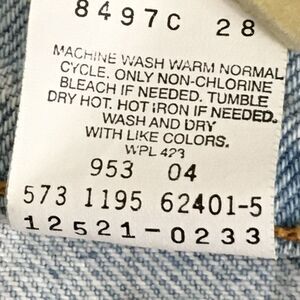 8497C 28
MACHINE WASH WARM NORMAL
CYCLE. ONLY NON-CHLORINE
BLEACH IF NEEDED. TUMBLE
DRY HOT. HOT IRON IF NEEDED.
WASH AND DRY
WITH LIKE COLORS.
WPL 423
953 04
573 1195 62401-5
12521-0233